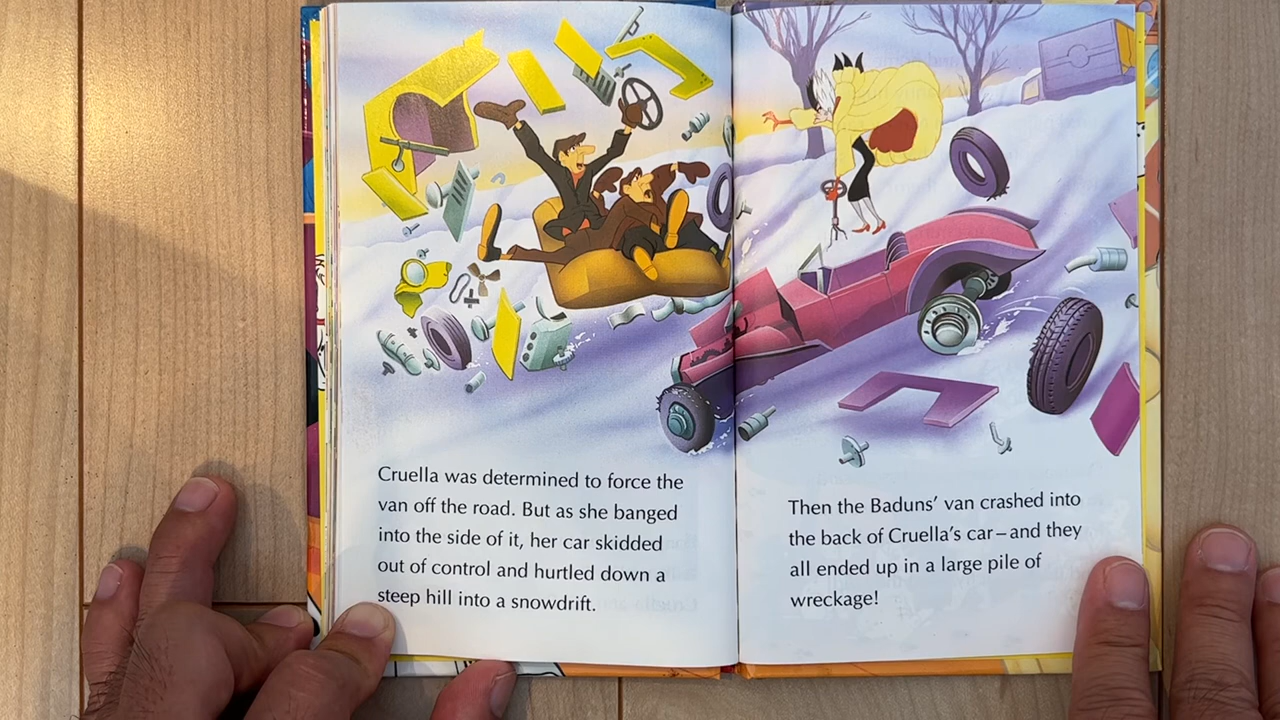 Cruella was determined to force the
van off the road. But as she banged
into the side of it, her car skidded
out of control and hurtled down a
steep hill into a snowdrift.
Then the Baduns’ van crashed into
the back of Cruella’s car – and they
all ended up in a large pile of
wreckage!